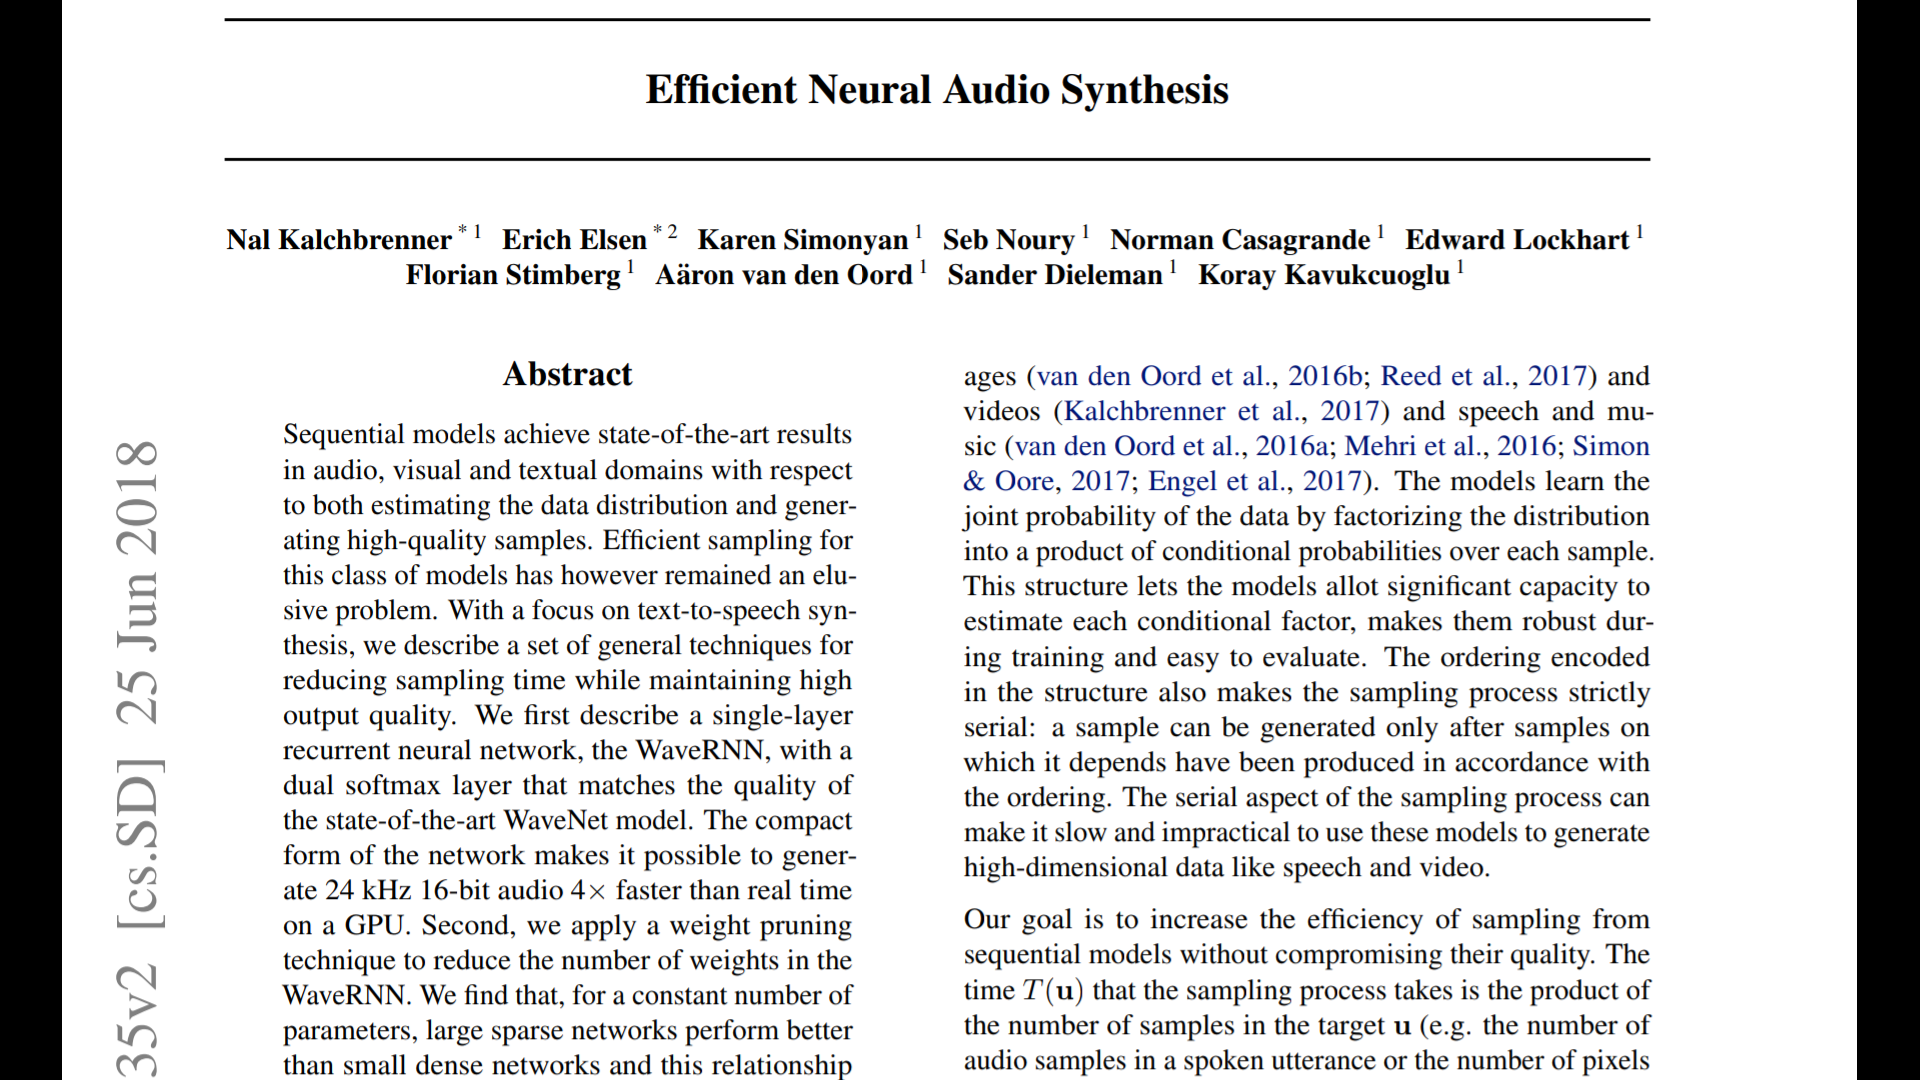 Efficient Neural Audio Synthesis
Nal Kalchbrenner * 1 Erich Elsen * 2 Karen Simonyan 1 Seb Noury 1 Norman Casagrande 1 Edward Lockhart 1
Florian Stimberg 1 Aäron van den Oord 1 Sander Dieleman 1 Koray Kavukcuoglu 1
35v2 [cs.SD] 25 Jun 2018
Abstract
Sequential models achieve state-of-the-art results
in audio, visual and textual domains with respect
to both estimating the data distribution and gener-
ating high-quality samples. Efficient sampling for
this class of models has however remained an elu-
sive problem. With a focus on text-to-speech syn-
thesis, we describe a set of general techniques for
reducing sampling time while maintaining high
output quality. We first describe a single-layer
recurrent neural network, the WaveRNN, with a
dual softmax layer that matches the quality of
the state-of-the-art WaveNet model. The compact
form of the network makes it possible to gener-
ate 24 kHz 16-bit audio 4× faster than real time
on a GPU. Second, we apply a weight pruning
technique to reduce the number of weights in the
WaveRNN. We find that, for a constant number of
parameters, large sparse networks perform better
than small dense networks and this relationship
ages (van den Oord et al., 2016b; Reed et al., 2017) and
videos (Kalchbrenner et al., 2017) and speech and mu-
sic (van den Oord et al., 2016a; Mehri et al., 2016; Simon
& Oore, 2017; Engel et al., 2017). The models learn the
joint probability of the data by factorizing the distribution
into a product of conditional probabilities over each sample.
This structure lets the models allot significant capacity to
estimate each conditional factor, makes them robust dur-
ing training and easy to evaluate. The ordering encoded
in the structure also makes the sampling process strictly
serial: a sample can be generated only after samples on
which it depends have been produced in accordance with
the ordering. The serial aspect of the sampling process can
make it slow and impractical to use these models to generate
high-dimensional data like speech and video.
Our goal is to increase the efficiency of sampling from
sequential models without compromising their quality. The
time T(u) that the sampling process takes is the product of
the number of samples in the target u (e.g. the number of
audio samples in a spoken utterance or the number of pixels